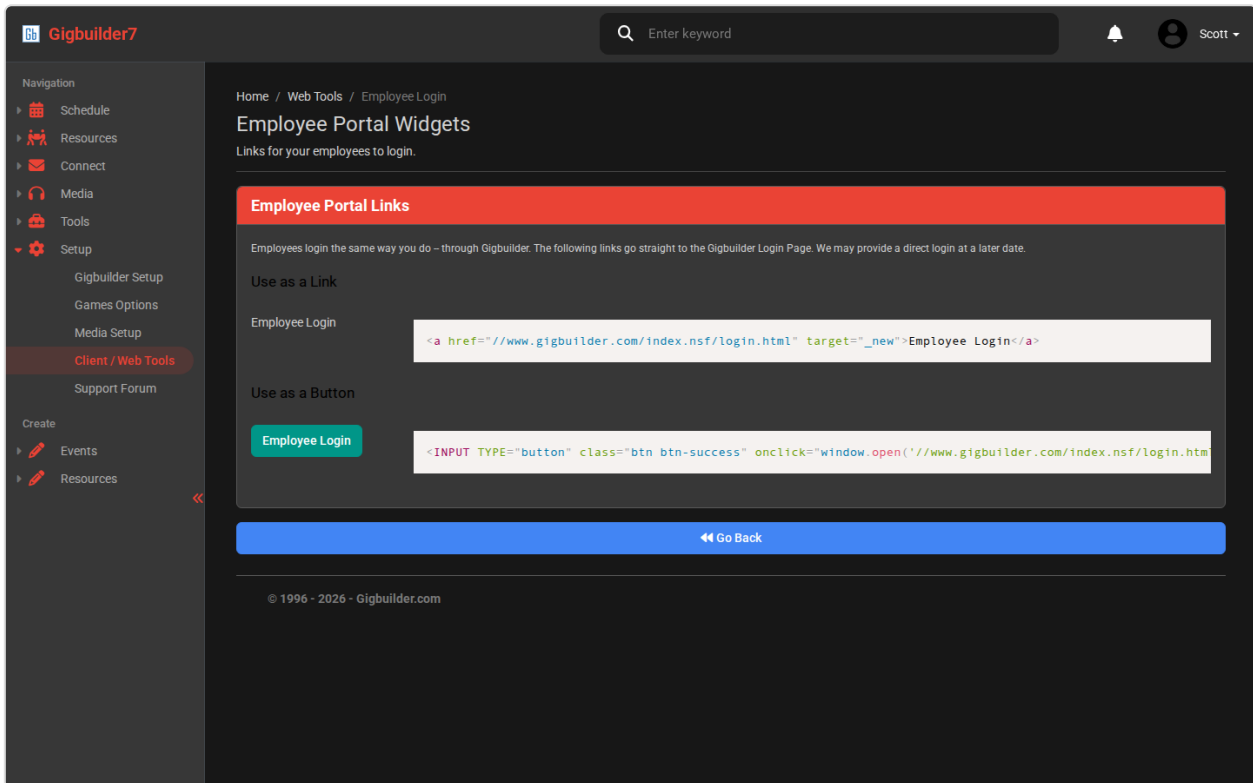 Gb Gigbuilder7
Enter keyword
Scott
Navigation
Schedule
Resources
Connect
Media
Tools
Setup
Gigbuilder Setup
Games Options
Media Setup
Client / Web Tools
Support Forum
Create
Events
Resources
Home / Web Tools / Employee Login
Employee Portal Widgets
Links for your employees to login.
Employee Portal Links
Employees login the same way you do -- through Gigbuilder. The following links go straight to the Gigbuilder Login Page. We may provide a direct login at a later date.
Use as a Link
Employee Login
<a href="//www.gigbuilder.com/index.nsf/login.html" target="_new">Employee Login</a>
Use as a Button
Employee Login
<INPUT TYPE="button" class="btn btn-success" onclick="window.open('//www.gigbuilder.com/index.nsf/login.htm
Go Back
© 1996 - 2026 - Gigbuilder.com